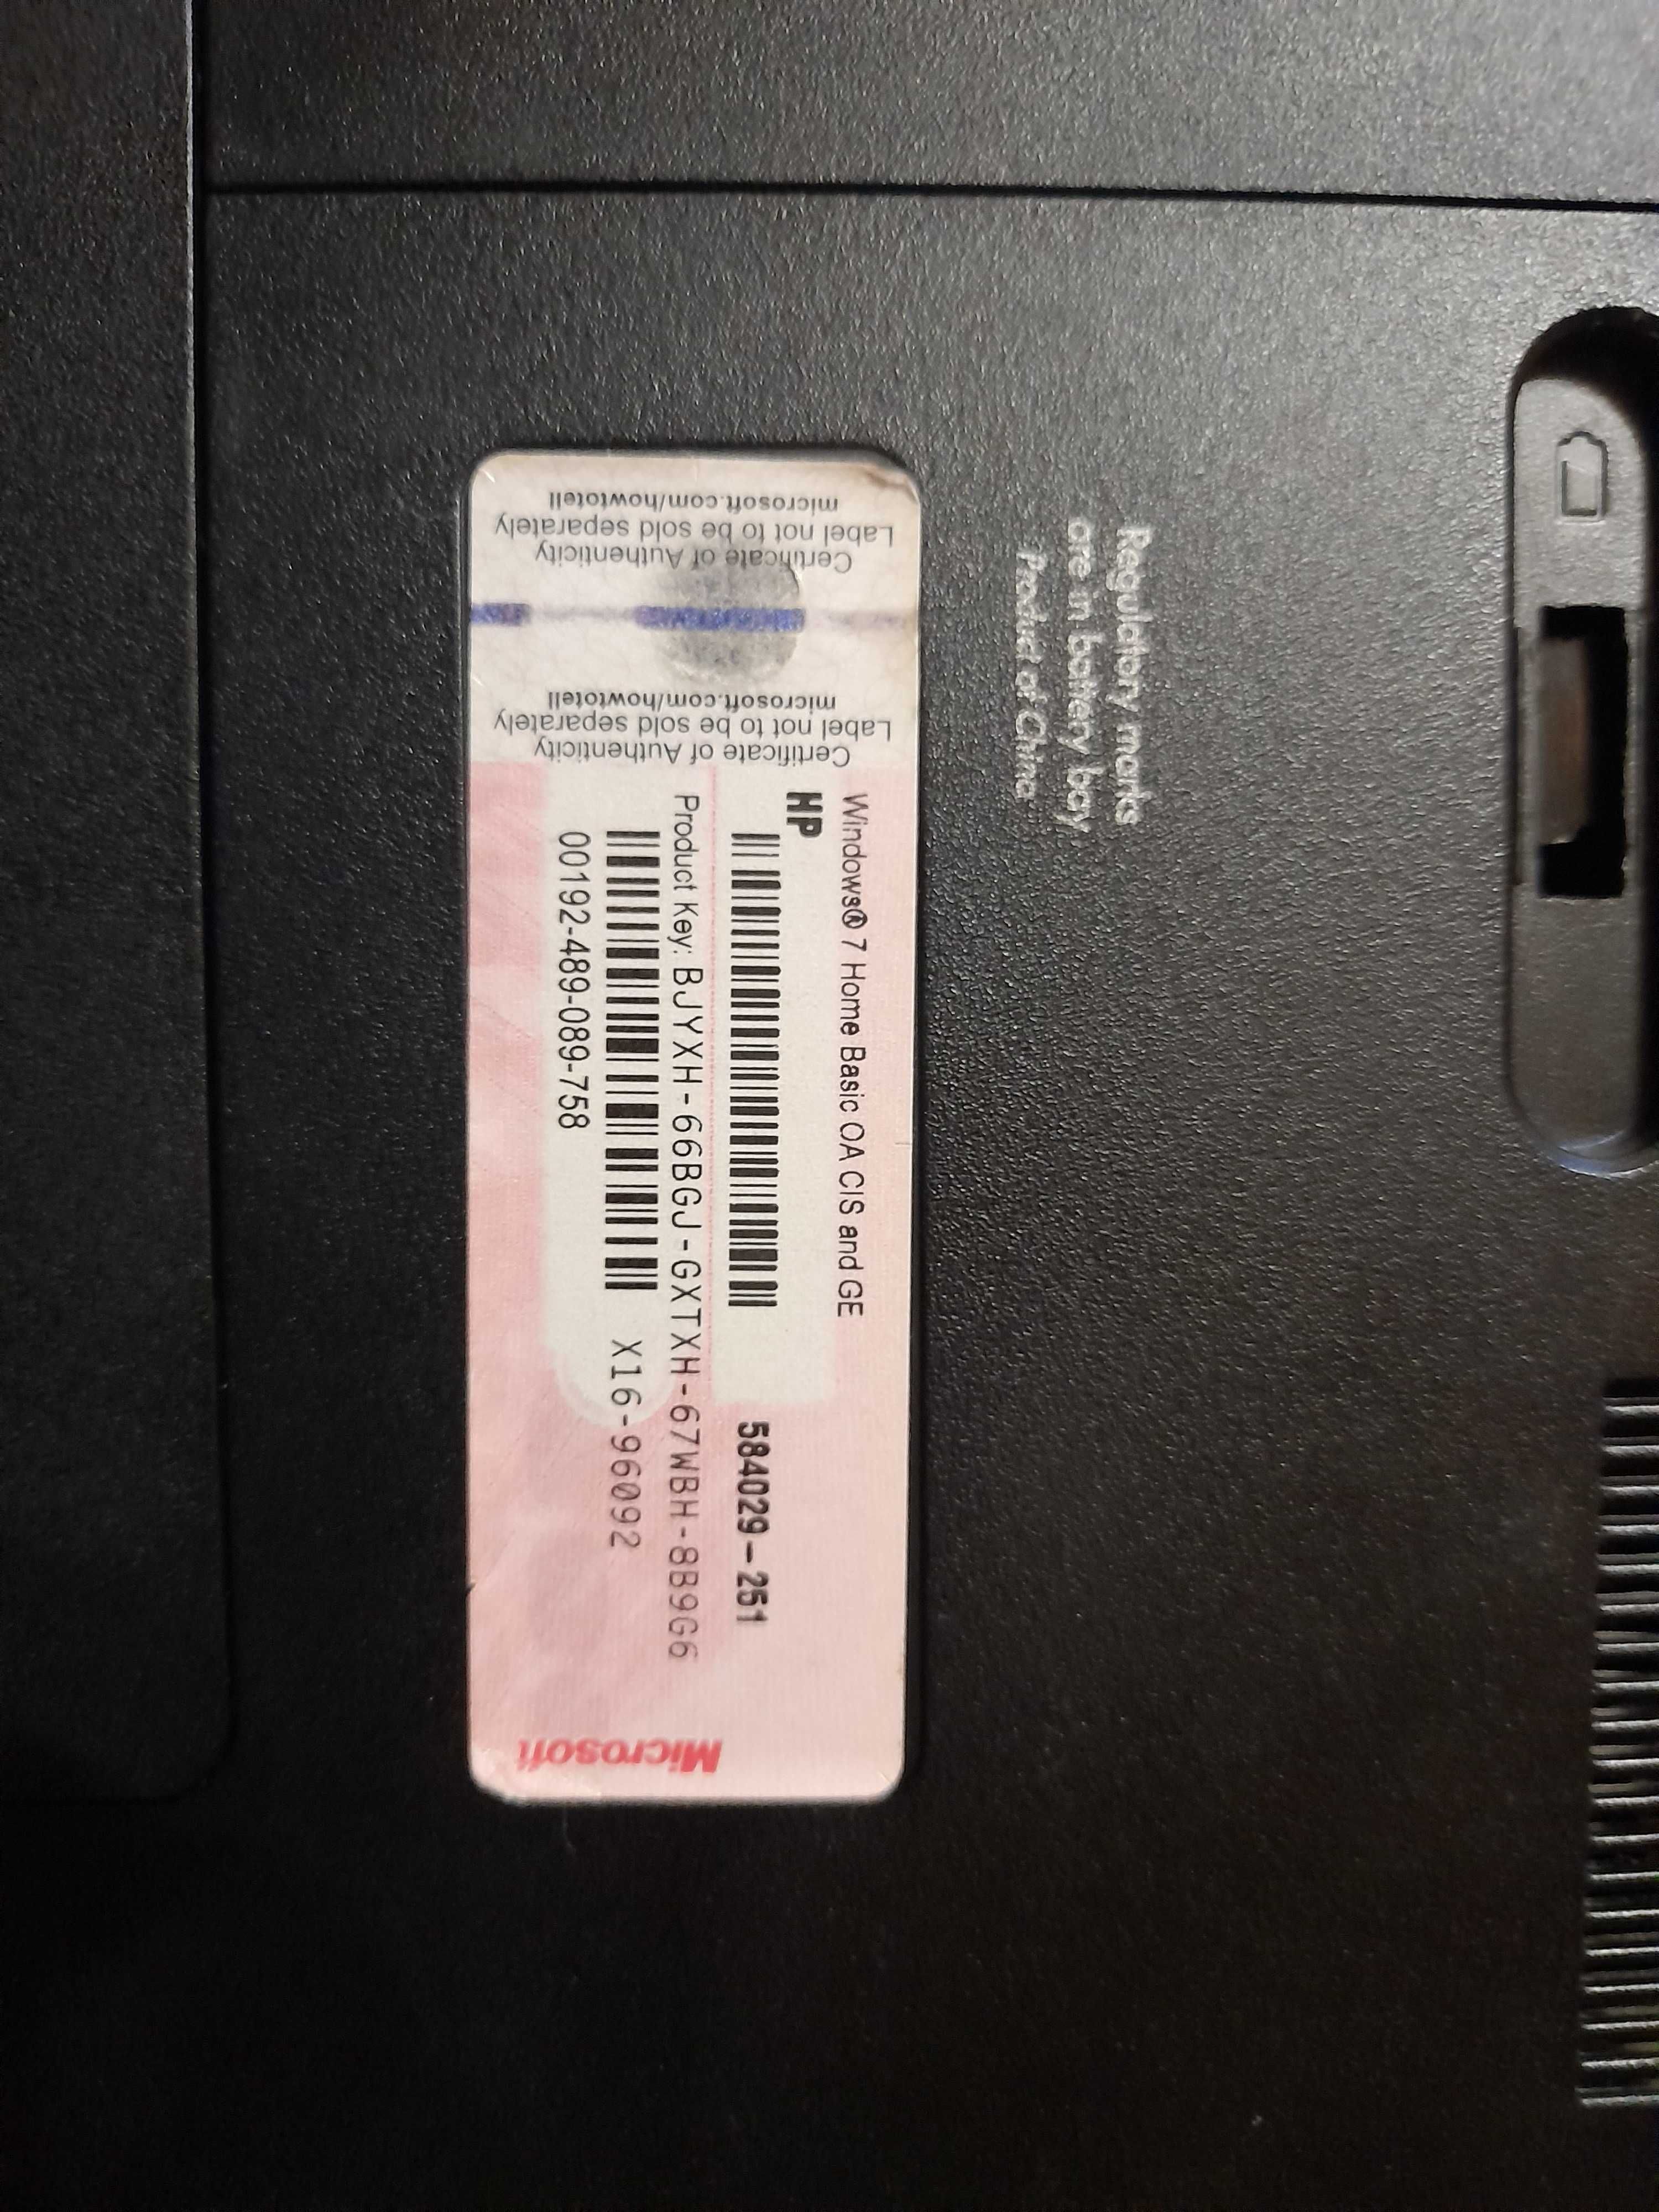 Regulatory marks
are in battery bay
Product of China
Certificate of Authenticity
Label not to be sold separately
microsoft.com/howtotell
Certificate of Authenticity
Label not to be sold separately
microsoft.com/howtotell
Windows® 7 Home Basic OA CIS and GE
HP
584029-251
Product Key: BJYXH-66BGJ-GXTXH-67WBH-8B9G6
X16-96092
00192-489-089-758
Microsoft